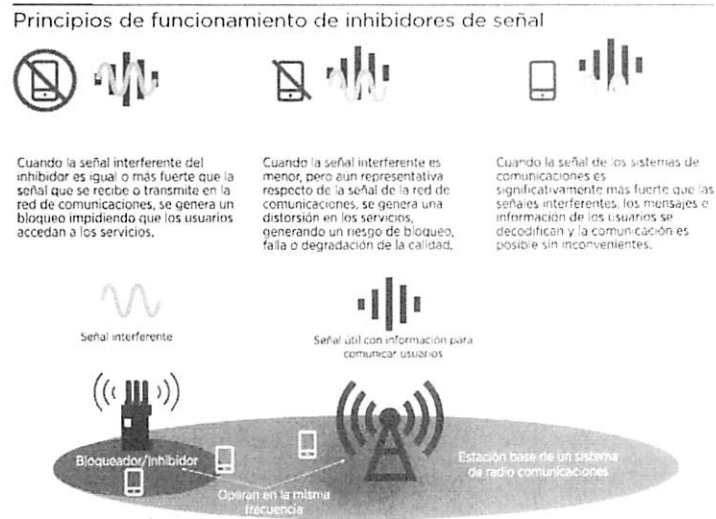 Principios de funcionamiento de inhibidores de señal
Cuando la señal interferente del
inhibidor es igual o más fuerte que la
señal que se recibe o transmite en la
red de comunicaciones, se genera un
bloqueo impidiendo que los usuarios
accedan a los servicios.
Cuando la señal interferente es
menor, pero aún representativa
respecto de la señal de la red de
comunicaciones, se genera una
distorsión en los servicios,
generando un riesgo de bloqueo,
falla o degradación de la calidad.
Cuando la señal de los sistemas de
comunicaciones es
significativamente más fuerte que las
señales interferentes, los mensajes e
información de los usuarios se
decodifican y la comunicación es
posible sin inconvenientes.
Señal interferente
Señal útil con información para
comunicar usuarios
Bloqueador/Inhibidor
Operan en la misma
frecuencia
Estación base de un sistema
de radio comunicaciones